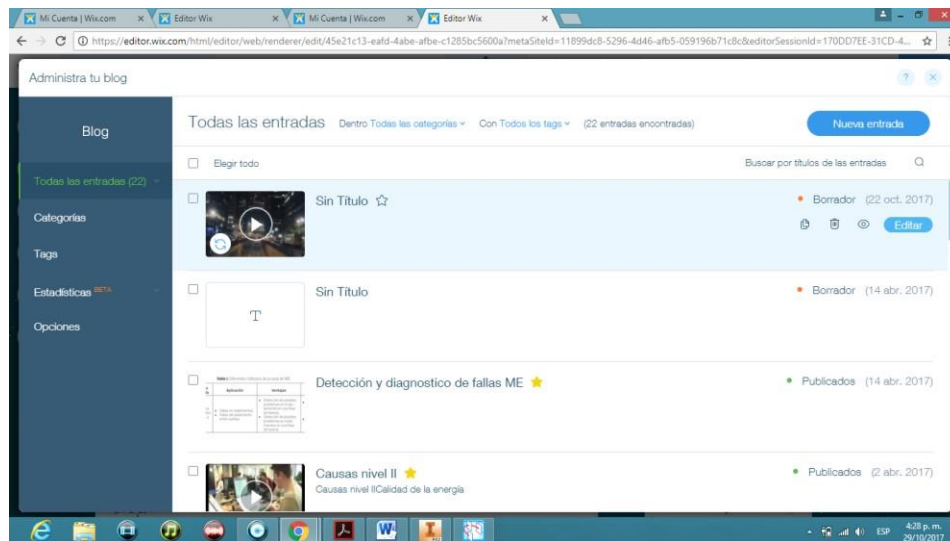 Mi Cuenta | Wix.com
Editor Wix
Mi Cuenta | Wix.com
Editor Wix
https://editor.wix.com/html/editor/web/renderer/edit/45e21c13-eafd-4abe-afbe-c1285bc5600a?metaSiteId=11899dc8-5296-4d46-afb5-059196b71c8c&editorSessionId=170DD7EE-31CD-4...
Administra tu blog
?
Blog
Todas las entradas Dentro Todas las categorías Con Todos los tags (22 entradas encontradas) Nueva entrada
Elegir todo Buscar por títulos de las entradas
Todas las entradas (22)
Categorías
Tags
Estadísticas BETA
Opciones
Sin Título Borrador (22 oct. 2017)
Editar
T
Sin Título Borrador (14 abr. 2017)
Aplicación Ventajas
Detección y diagnostico de fallas ME Publicados (14 abr. 2017)
Causas nivel II Publicados (2 abr. 2017)
Causas nivel IICalidad de la energía
ESP 4:28 p. m.
29/10/2017